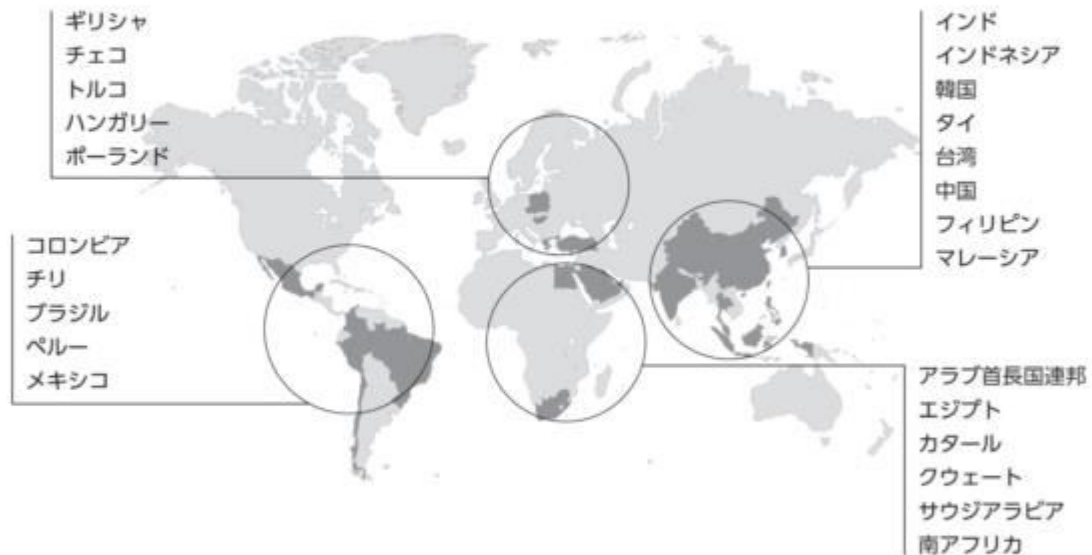 ギリシャ
チェコ
トルコ
ハンガリー
ポーランド
コロンビア
チリ
ブラジル
ペルー
メキシコ
インド
インドネシア
韓国
タイ
台湾
中国
フィリピン
マレーシア
アラブ首長国連邦
エジプト
カタール
クウェート
サウジアラビア
南アフリカ